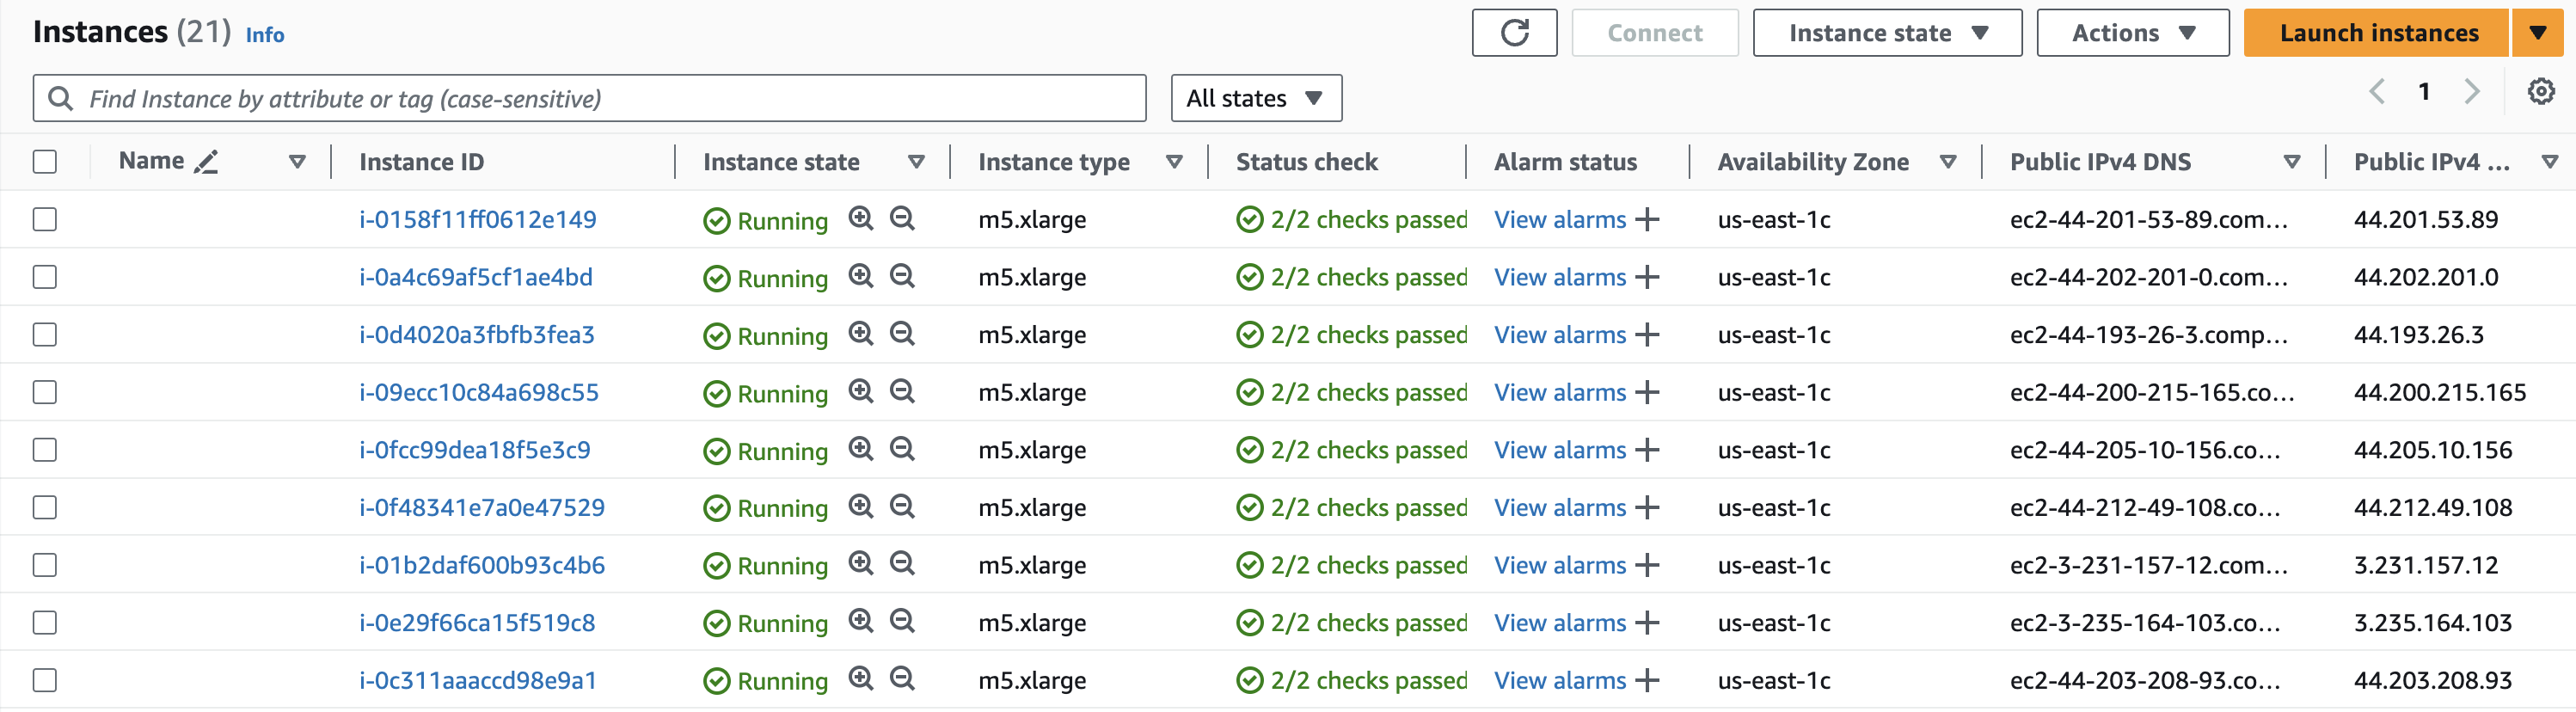 Instances (21) Info Connect Instance state Actions Launch instances
Find Instance by attribute or tag (case-sensitive) All states 1
Name Instance ID Instance state Instance type Status check Alarm status Availability Zone Public IPv4 DNS Public IPv4 ...
i-0158f11ff0612e149 Running m5.xlarge 2/2 checks passed View alarms us-east-1c ec2-44-201-53-89.com... 44.201.53.89
i-0a4c69af5cf1ae4bd Running m5.xlarge 2/2 checks passed View alarms us-east-1c ec2-44-202-201-0.com... 44.202.201.0
i-0d4020a3fbfb3fea3 Running m5.xlarge 2/2 checks passed View alarms us-east-1c ec2-44-193-26-3.comp... 44.193.26.3
i-09ecc10c84a698c55 Running m5.xlarge 2/2 checks passed View alarms us-east-1c ec2-44-200-215-165.co... 44.200.215.165
i-0fcc99dea18f5e3c9 Running m5.xlarge 2/2 checks passed View alarms us-east-1c ec2-44-205-10-156.co... 44.205.10.156
i-0f48341e7a0e47529 Running m5.xlarge 2/2 checks passed View alarms us-east-1c ec2-44-212-49-108.co... 44.212.49.108
i-01b2daf600b93c4b6 Running m5.xlarge 2/2 checks passed View alarms us-east-1c ec2-3-231-157-12.com... 3.231.157.12
i-0e29f66ca15f519c8 Running m5.xlarge 2/2 checks passed View alarms us-east-1c ec2-3-235-164-103.co... 3.235.164.103
i-0c311aaaccd98e9a1 Running m5.xlarge 2/2 checks passed View alarms us-east-1c ec2-44-203-208-93.co... 44.203.208.93